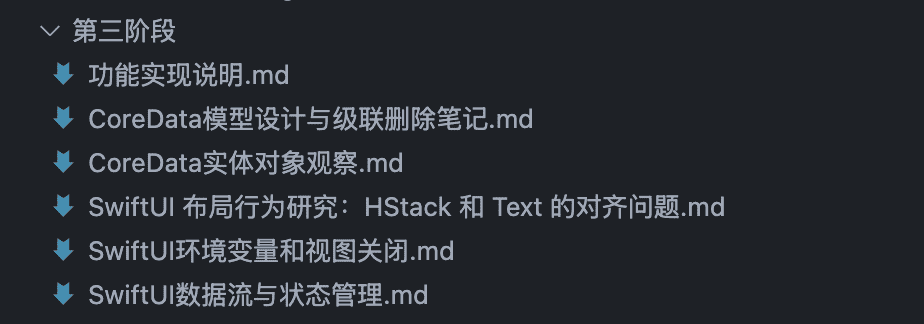 第三阶段
功能实现说明.md
CoreData模型设计与级联删除笔记.md
CoreData实体对象观察.md
SwiftUI 布局行为研究：HStack 和 Text 的对齐问题.md
SwiftUI环境变量和视图关闭.md
SwiftUI数据流与状态管理.md